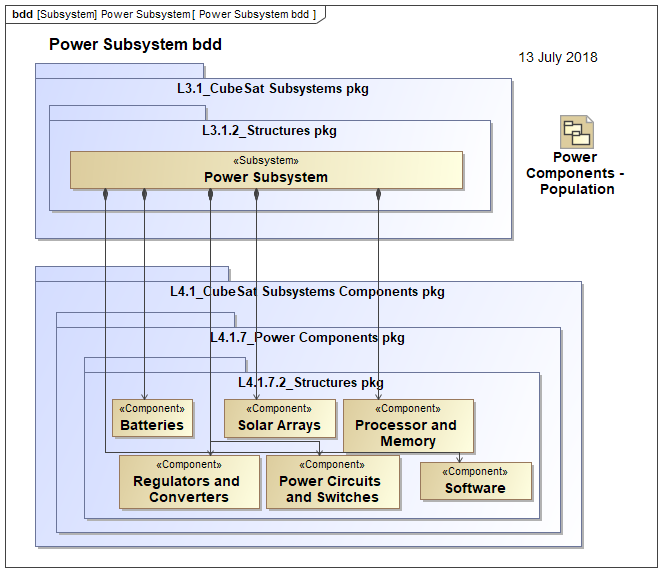 bdd [Subsystem] Power Subsystem[ Power Subsystem bdd ]
Power Subsystem bdd
13 July 2018
L3.1_CubeSat Subsystems pkg
L3.1.2_Structures pkg
«Subsystem»
Power Subsystem
Power
Components -
Population
L4.1_CubeSat Subsystems Components pkg
L4.1.7_Power Components pkg
L4.1.7.2_Structures pkg
«Component»
Batteries
«Component»
Solar Arrays
«Component»
Processor and
Memory
«Component»
Regulators and
Converters
«Component»
Power Circuits
and Switches
«Component»
Software